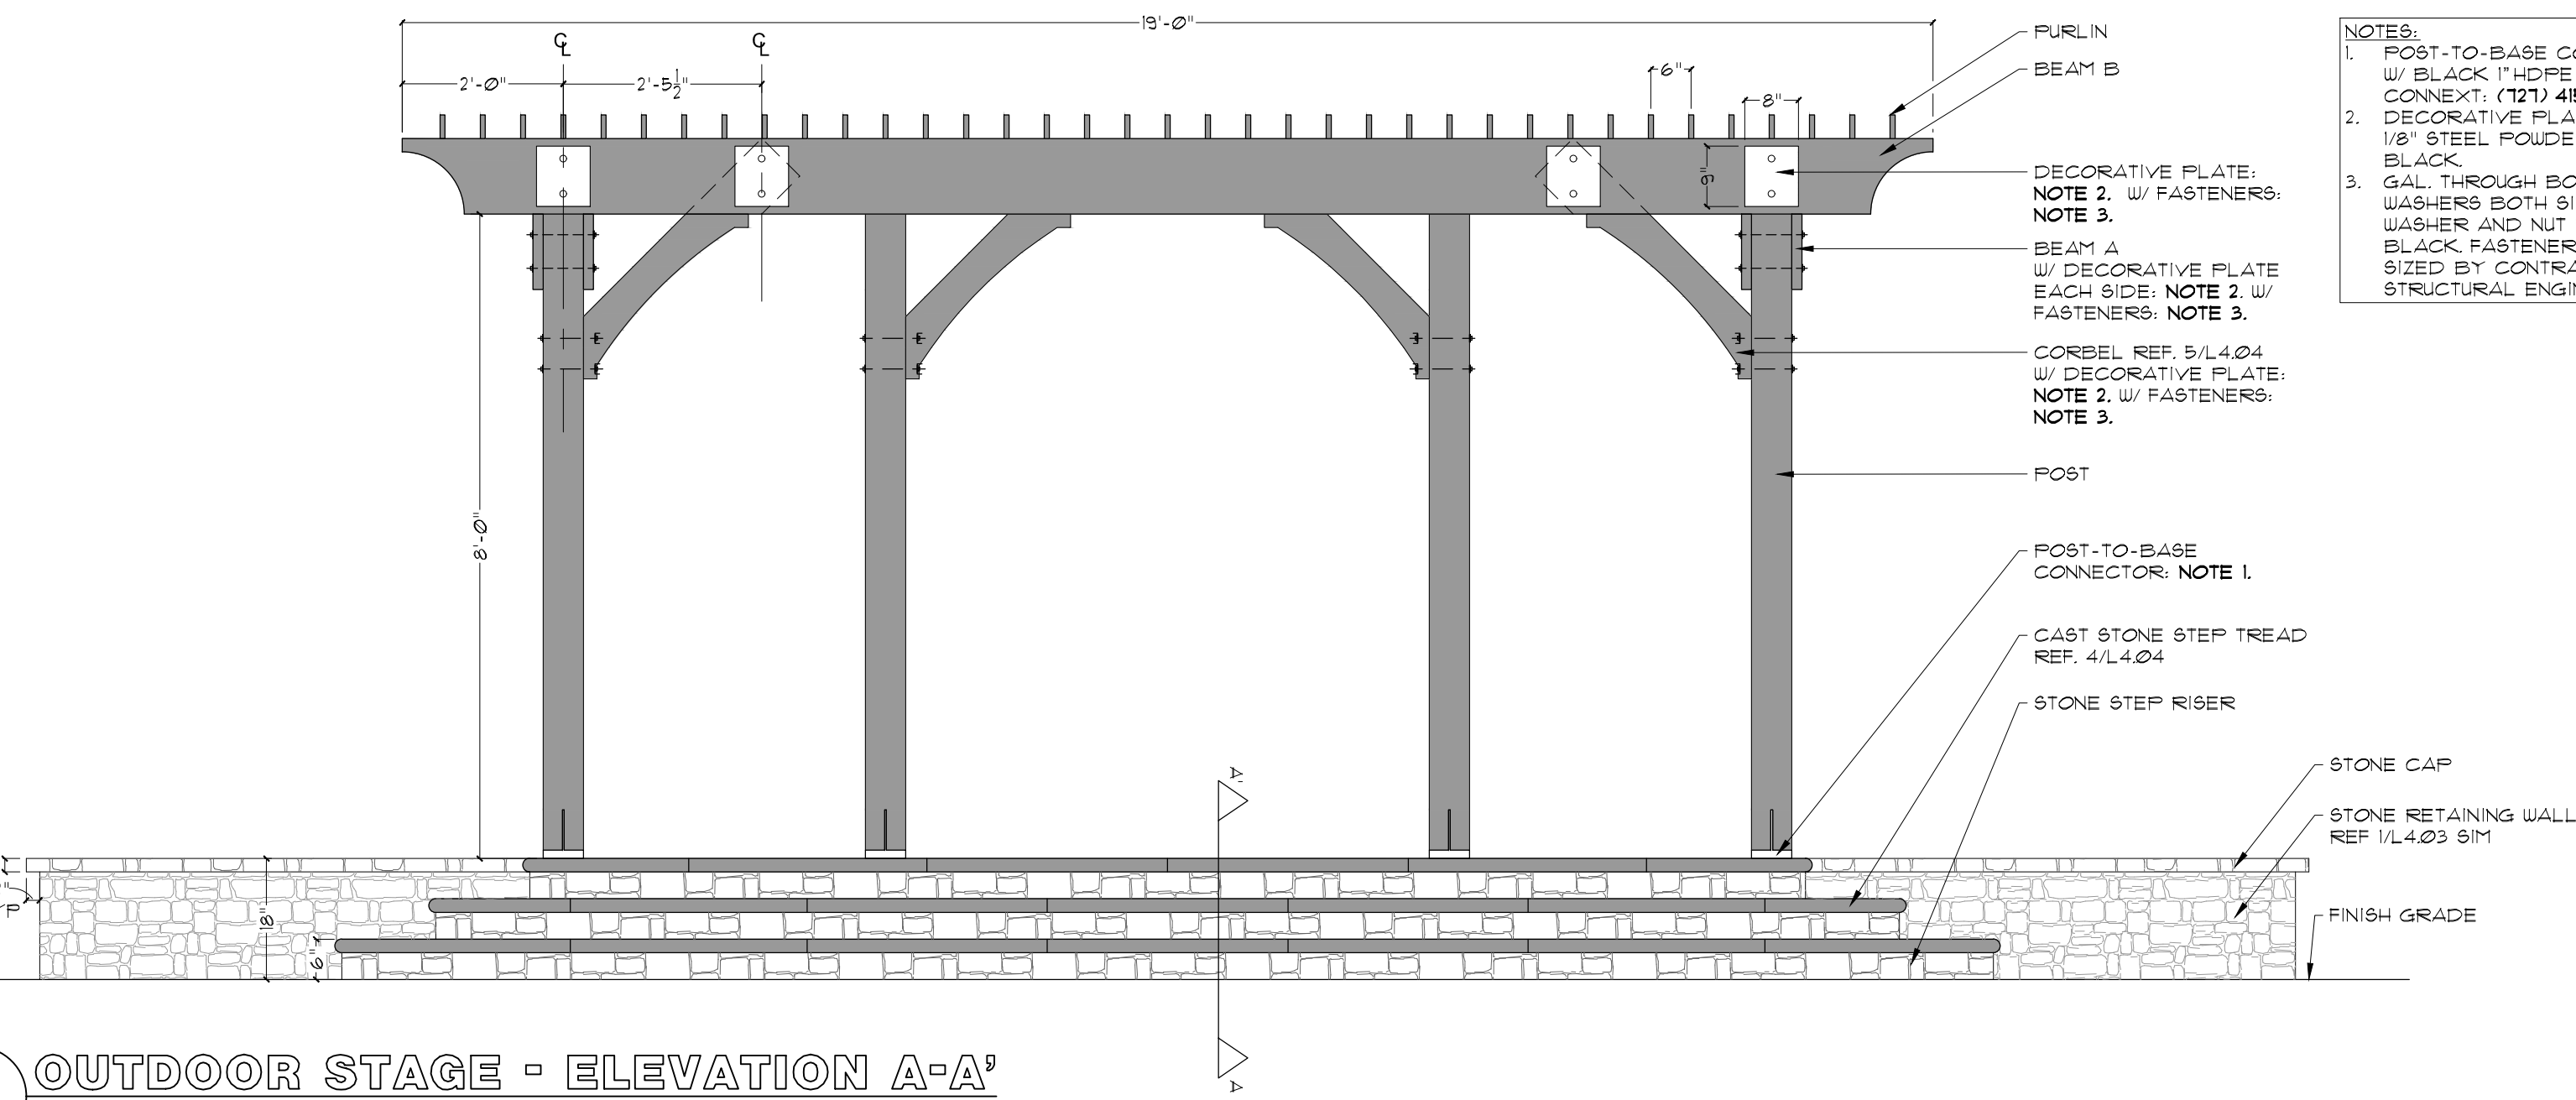 19'-0"
℄
℄
2'-0"
2'-5 1/2"
6"
8"
9"
PURLIN
BEAM B
DECORATIVE PLATE:
NOTE 2. W/ FASTENERS:
NOTE 3.
BEAM A
W/ DECORATIVE PLATE
EACH SIDE: NOTE 2. W/
FASTENERS: NOTE 3.
CORBEL REF. 5/L4.04
W/ DECORATIVE PLATE:
NOTE 2. W/ FASTENERS:
NOTE 3.
POST
POST-TO-BASE
CONNECTOR: NOTE 1.
CAST STONE STEP TREAD
REF. 4/L4.04
STONE STEP RISER
STONE CAP
STONE RETAINING WALL
REF 1/L4.03 SIM
FINISH GRADE
NOTES:
1. POST-TO-BASE
W/ BLACK 1" HDPE
CONNEXT: (727)
2. DECORATIVE
1/8" STEEL
BLACK.
3. GAL. THROUGH
WASHERS BOTH
WASHER AND NUT
BLACK.
SIZED BY
STRUCTURAL
8'-0"
18"
6"
A'
A
OUTDOOR STAGE - ELEVATION A-A'